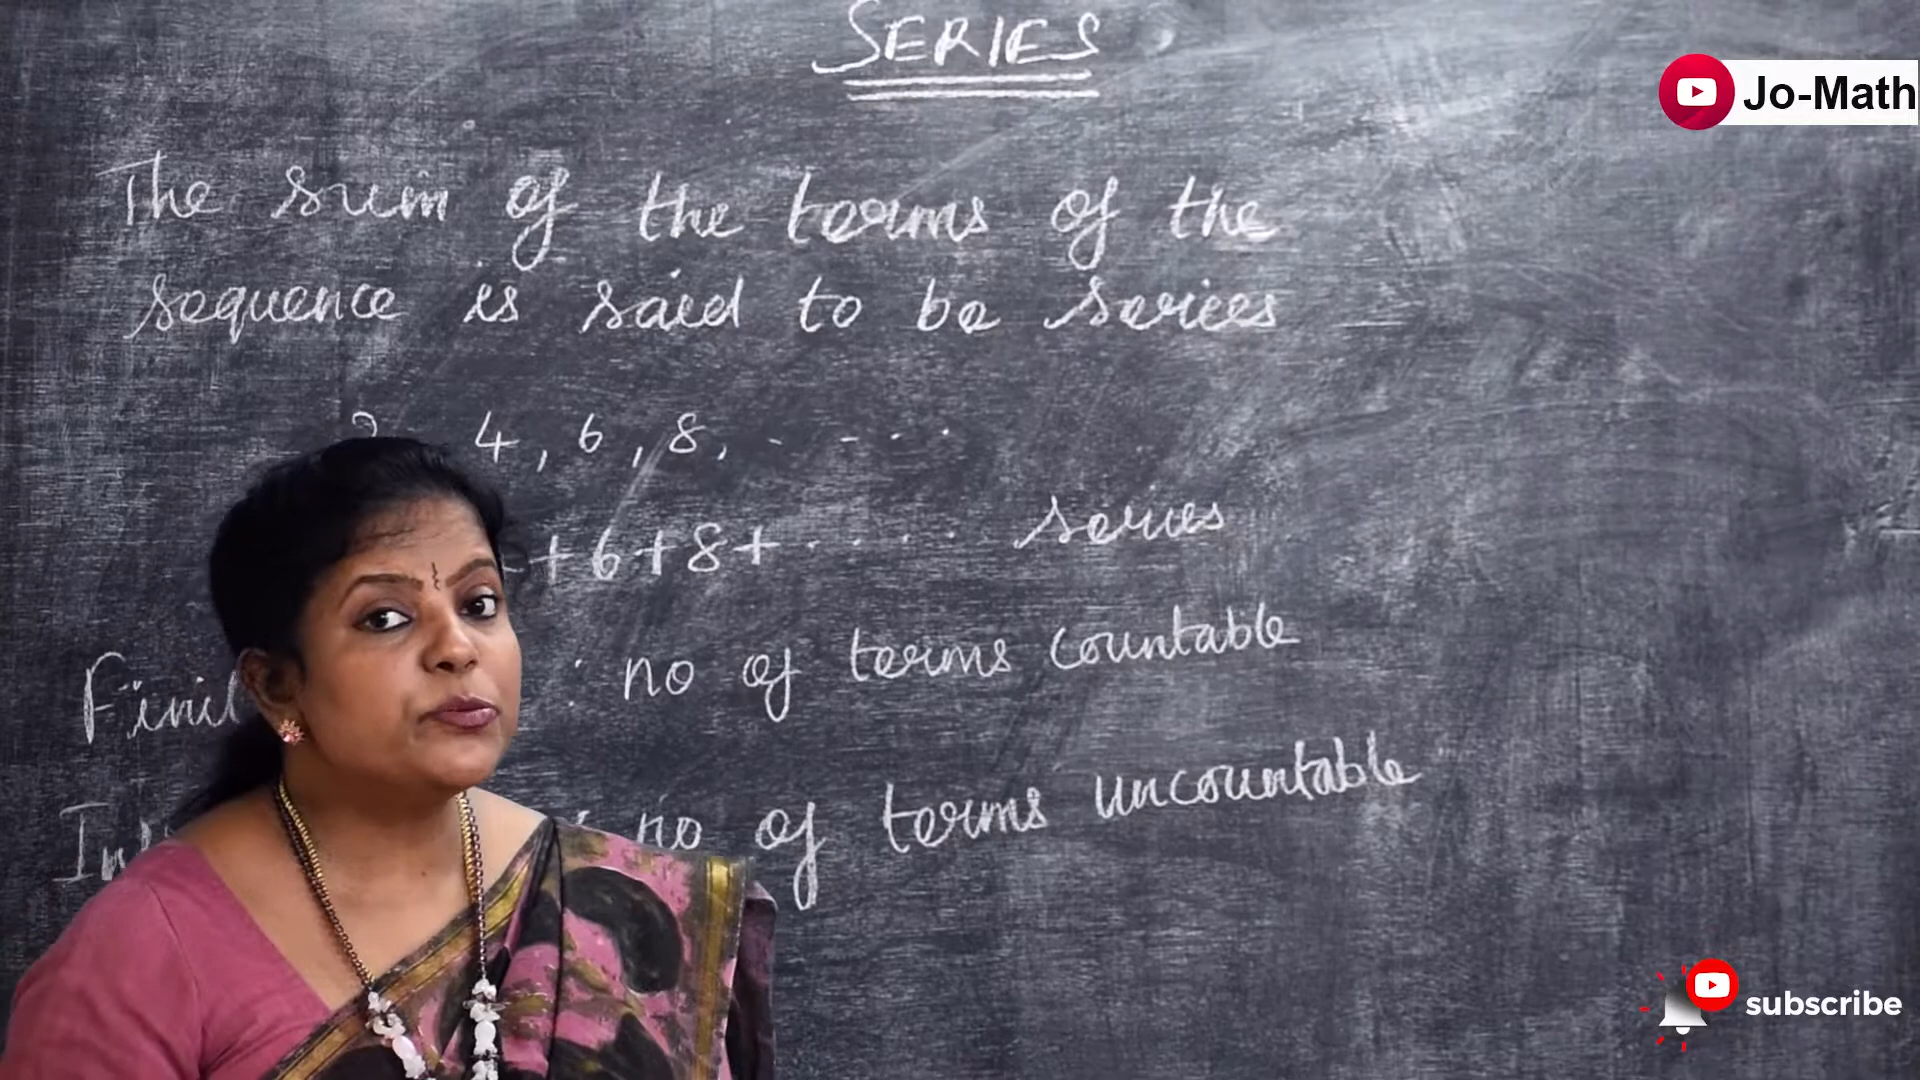 SERIES
Jo-Math
The sum of the terms of the
sequence is said to be series
4, 6, 8, . . . . .
+6+8+ . . . . . series
no of terms countable
no of terms uncountable
subscribe